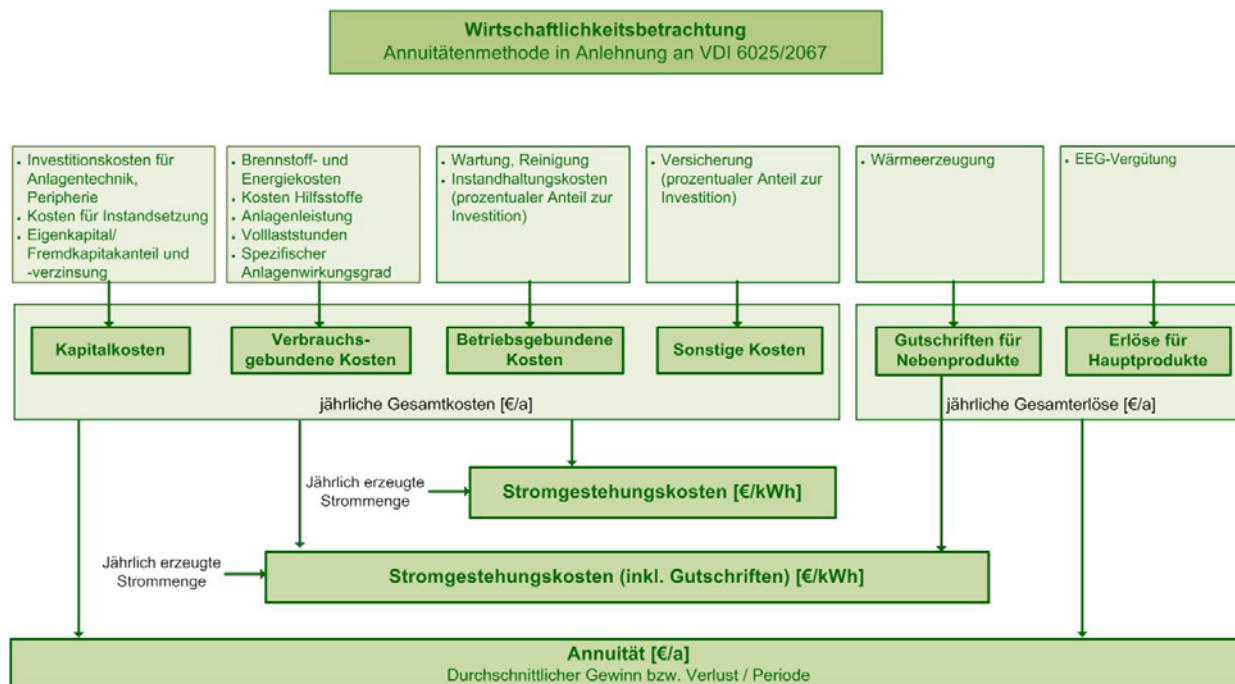 Wirtschaftlichkeitsbetrachtung
Annuitätenmethode in Anlehnung an VDI 6025/2067
• Investitionskosten für
Anlagentechnik,
Peripherie
• Kosten für Instandsetzung
• Eigenkapital/
Fremdkapitakanteil und
-verzinsung
• Brennstoff- und
Energiekosten
• Kosten Hilfsstoffe
• Anlagenleistung
• Volllaststunden
• Spezifischer
Anlagenwirkungsgrad
• Wartung, Reinigung
• Instandhaltungskosten
(prozentualer Anteil zur
Investition)
• Versicherung
(prozentualer Anteil zur
Investition)
• Wärmeerzeugung
• EEG-Vergütung
Kapitalkosten
Verbrauchs-
gebundene Kosten
Betriebsgebundene
Kosten
Sonstige Kosten
Gutschriften für
Nebenprodukte
Erlöse für
Hauptprodukte
jährliche Gesamtkosten [€/a]
jährliche Gesamterlöse [€/a]
Jährlich erzeugte
Strommenge
Stromgestehungskosten [€/kWh]
Jährlich erzeugte
Strommenge
Stromgestehungskosten (inkl. Gutschriften) [€/kWh]
Annuität [€/a]
Durchschnittlicher Gewinn bzw. Verlust / Periode